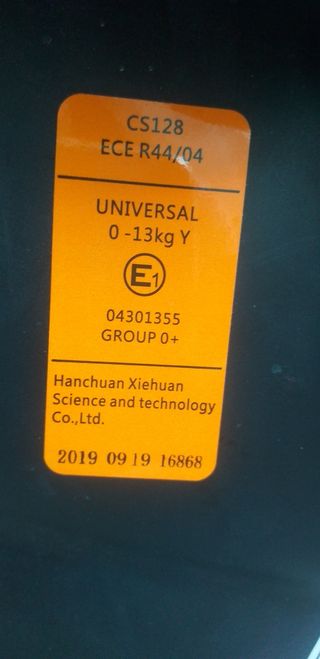 CS128
ECE R44/04
UNIVERSAL
0 -13kg Y
E1
04301355
GROUP 0+
Hanchuan Xiehuan
Science and technology
Co.,Ltd.
2019 09 19 16868